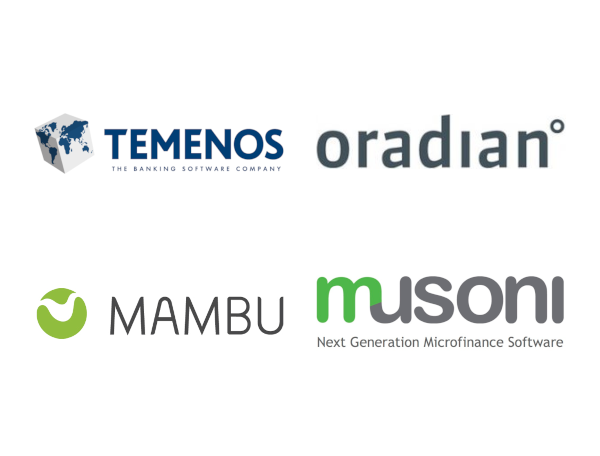 TEMENOS
THE BANKING SOFTWARE COMPANY
oradian°
MAMBU
musoni
Next Generation Microfinance Software